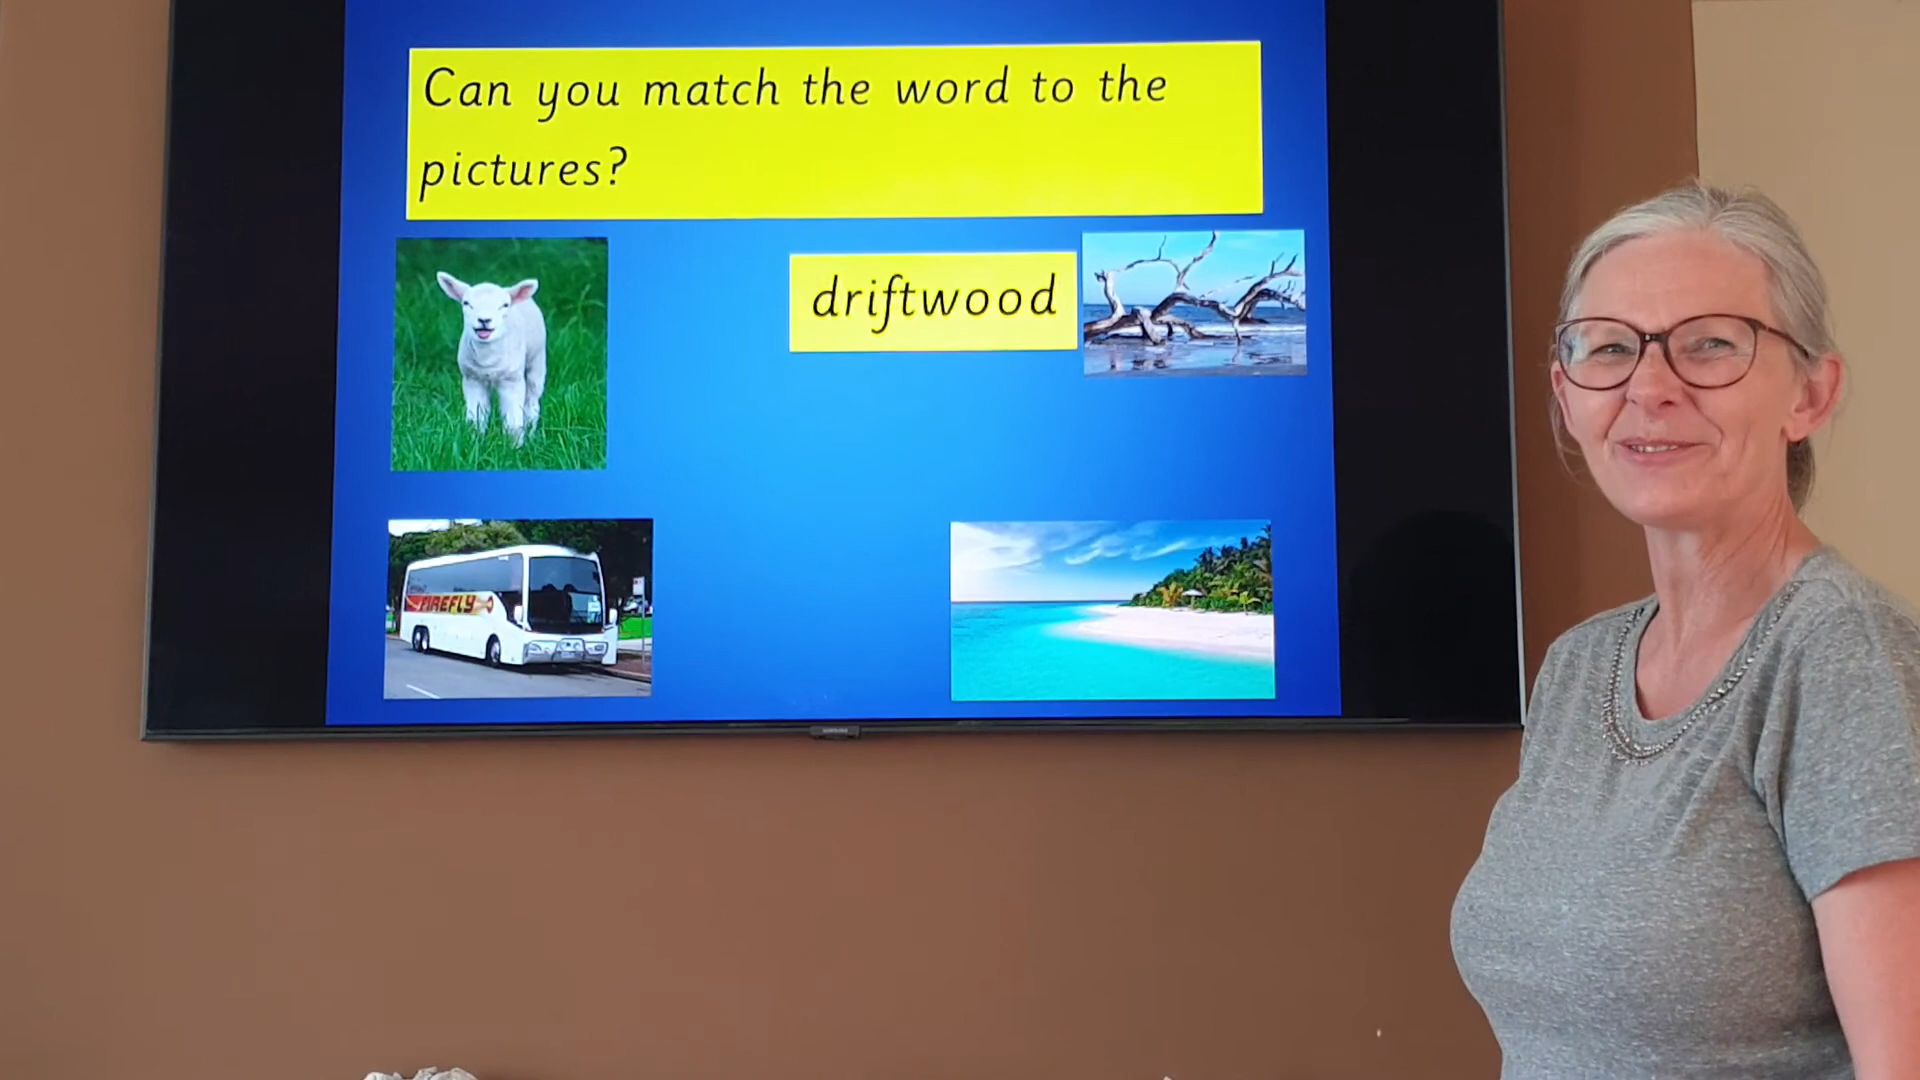 Can you match the word to the
pictures?
driftwood
FIREFLY